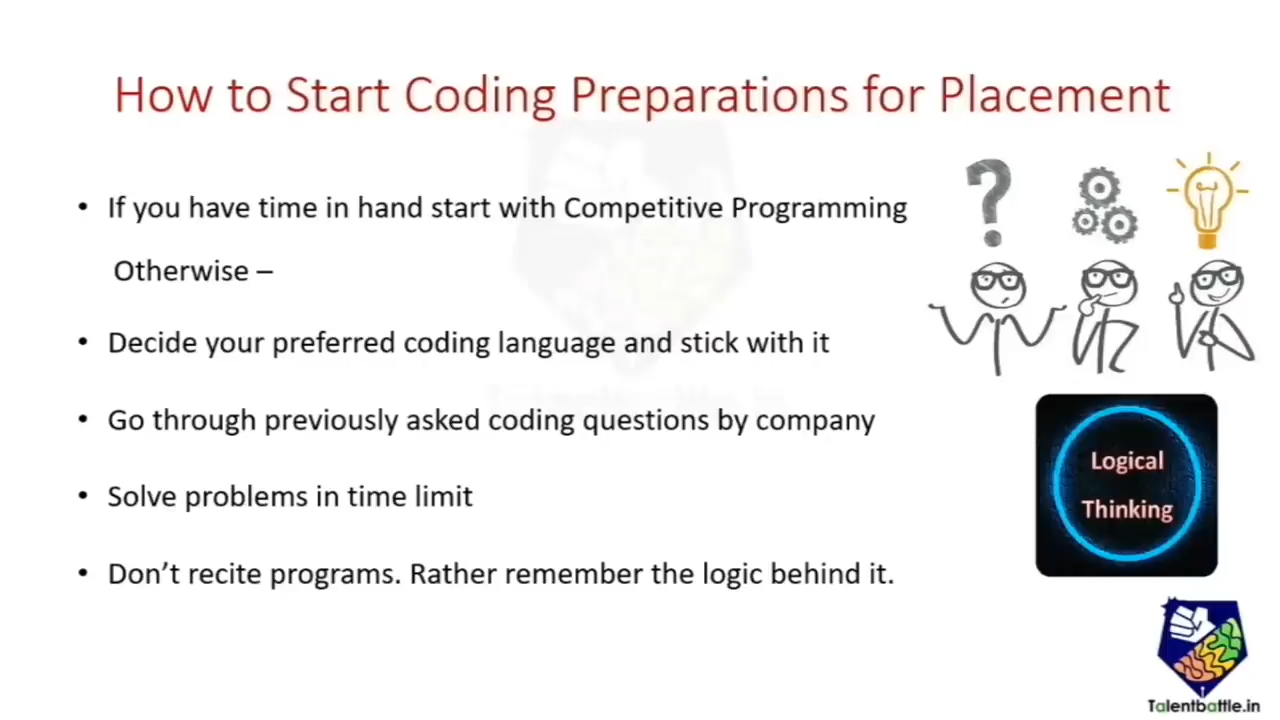 How to Start Coding Preparations for Placement
• If you have time in hand start with Competitive Programming
Otherwise –
• Decide your preferred coding language and stick with it
• Go through previously asked coding questions by company
• Solve problems in time limit
• Don't recite programs. Rather remember the logic behind it.
Logical
Thinking
Talentbattle.in